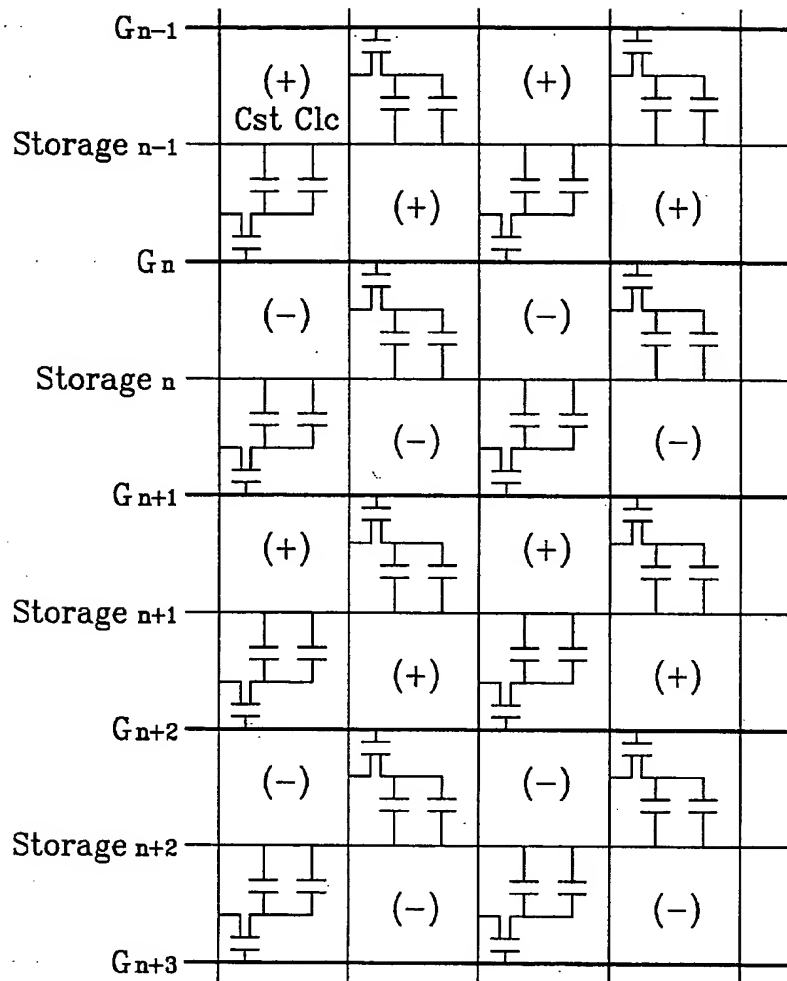 Gn-1
(+) (+)
Cst Clc
Storage n-1
(+) (+)
Gn
(-) (-)
Storage n
(-) (-)
Gn+1
(+) (+)
Storage n+1
(+) (+)
Gn+2
(-) (-)
Storage n+2
(-) (-)
Gn+3